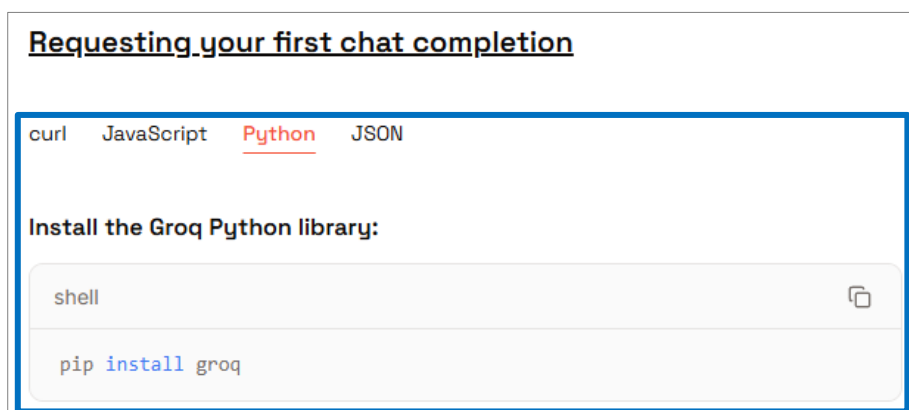 Requesting your first chat completion
curl JavaScript Python JSON
Install the Groq Python library:
shell
pip install groq